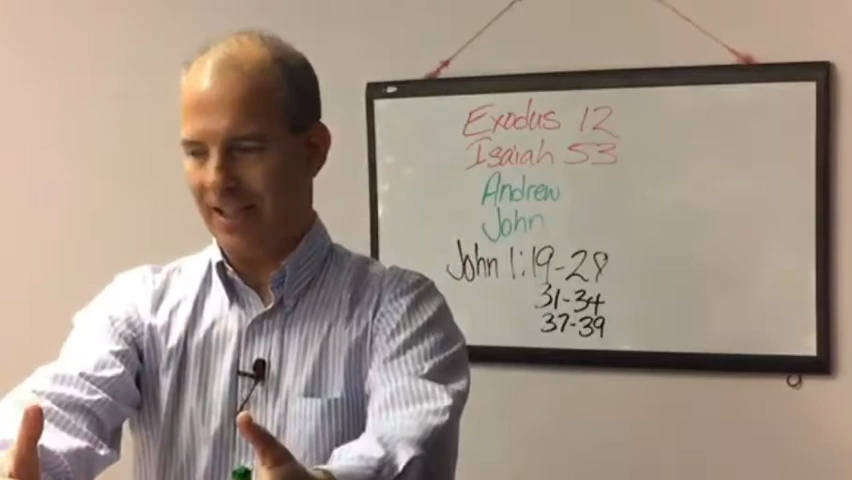 Exodus 12
Isaiah 53
Andrew
John
John 1:19-28
31-34
37-39